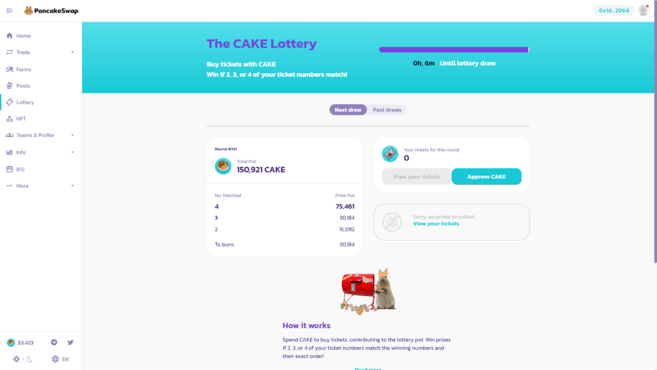 PancakeSwap
0x1d...206A
Home
Trade
Farms
Pools
Lottery
NFT
Teams & Profile
Info
IFO
More
$3.433
EN
The CAKE Lottery
Buy tickets with CAKE
Win if 2, 3, or 4 of your ticket numbers match!
0h, 6m Until lottery draw
Next draw
Past draws
Round #341
Total Pot:
150,921 CAKE
No. Matched
Prize Pot
4
75,461
3
30,184
2
15,092
To burn
30,184
Your tickets for this round
0
View your tickets
Approve CAKE
Sorry, no prizes to collect
View your tickets
How it works
Spend CAKE to buy tickets, contributing to the lottery pot. Win prizes
if 2, 3, or 4 of your ticket numbers match the winning numbers and
their exact order!
Read more